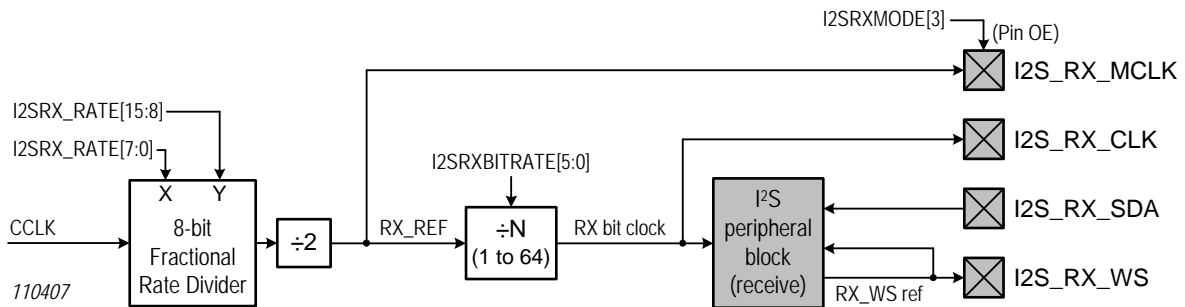 I2SRXMODE[3]
(Pin OE)
I2S_RX_MCLK
I2SRX_RATE[15:8]
I2SRX_RATE[7:0]
I2SRXBITRATE[5:0]
I2S_RX_CLK
X Y
CCLK
8-bit
Fractional
Rate Divider
÷2
RX_REF
÷N
(1 to 64)
RX bit clock
I²S
peripheral
block
(receive)
I2S_RX_SDA
RX_WS ref
I2S_RX_WS
110407